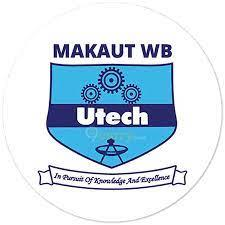 MAKAUT WB
Utech
In Pursuit Of Knowledge And Excellence